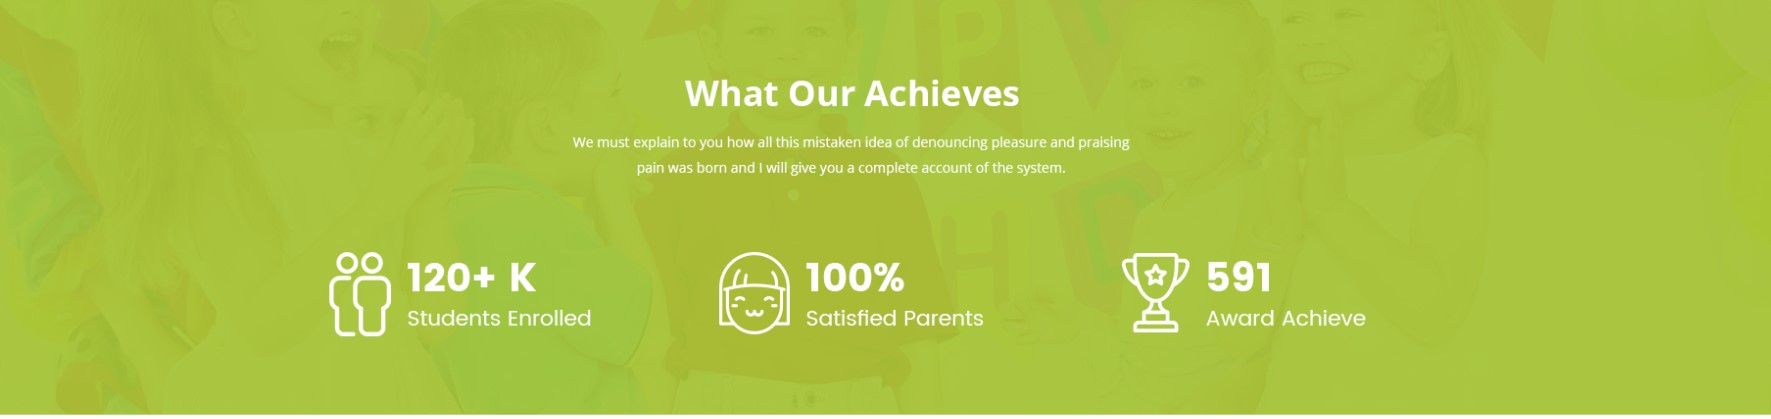 What Our Achieves
We must explain to you how all this mistaken idea of denouncing pleasure and praising
pain was born and I will give you a complete account of the system.
120+ K
Students Enrolled
100%
Satisfied Parents
591
Award Achieve